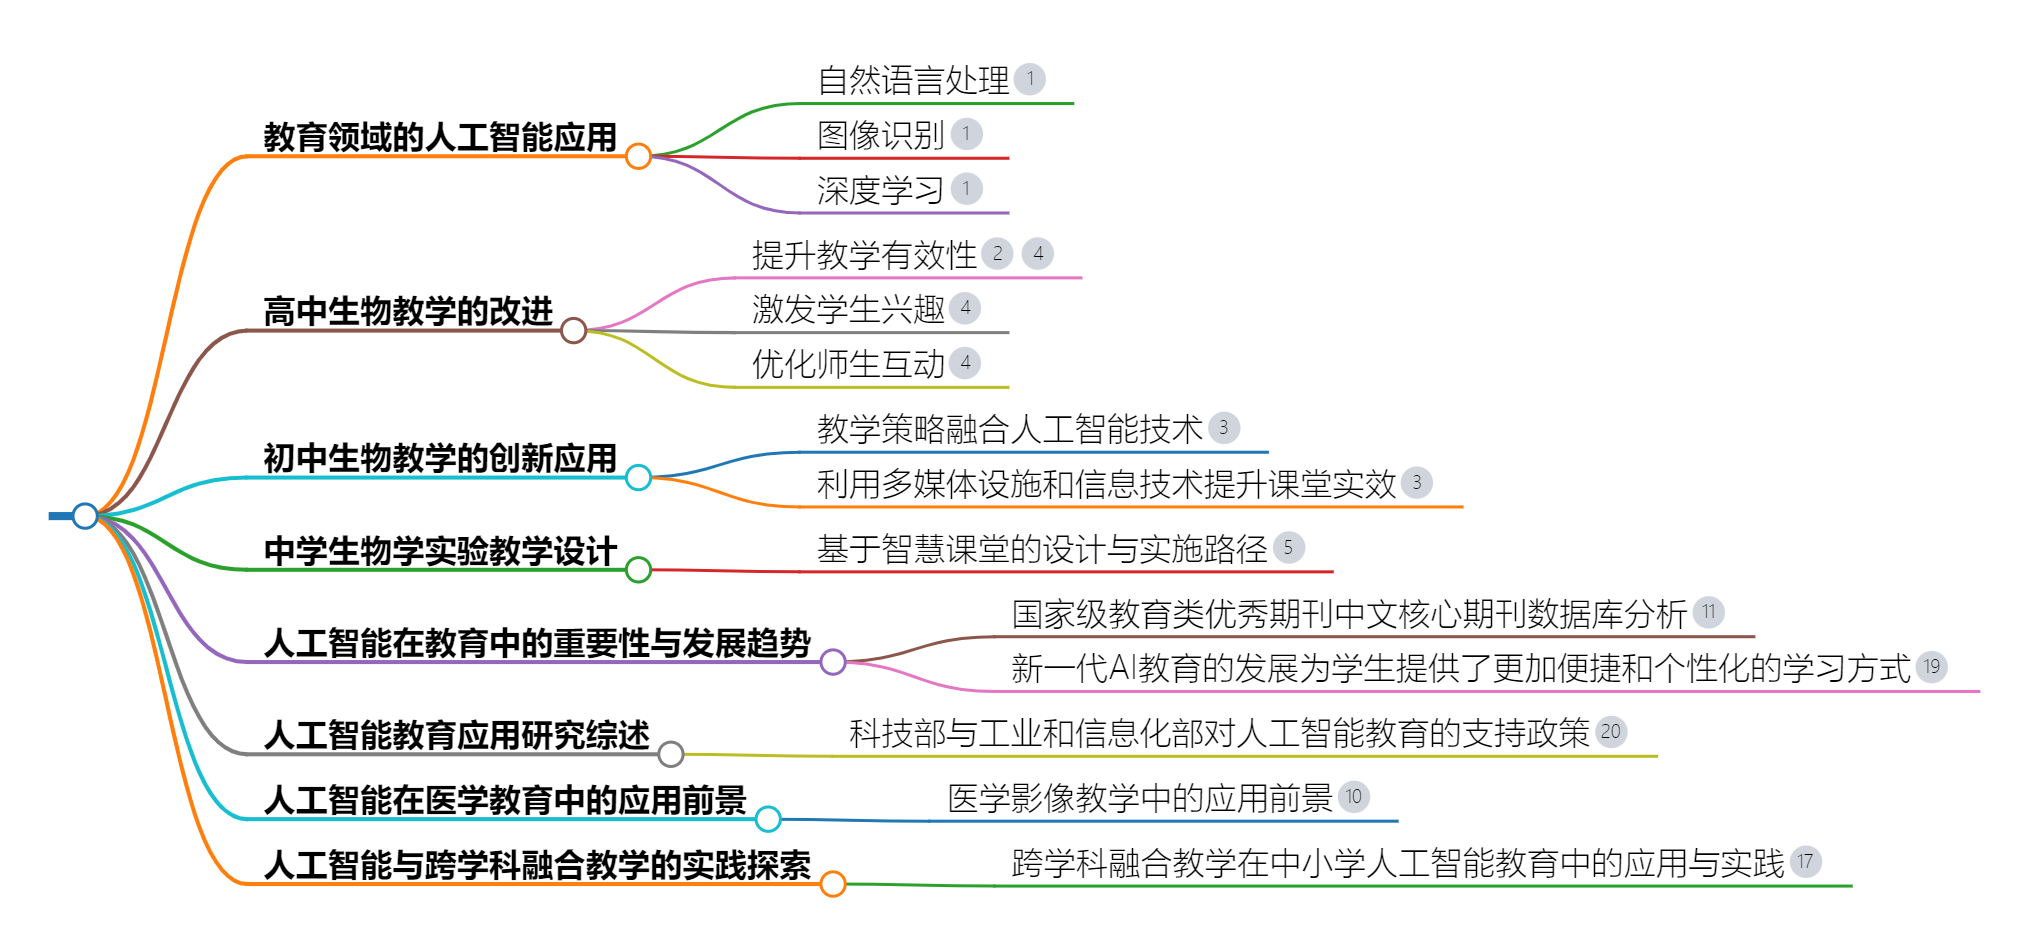 教育领域的人工智能应用
自然语言处理 1
图像识别 1
深度学习 1
高中生物教学的改进
提升教学有效性 2 4
激发学生兴趣 4
优化师生互动 4
初中生物教学的创新应用
教学策略融合人工智能技术 3
利用多媒体设施和信息技术提升课堂实效 3
中学生物学实验教学设计
基于智慧课堂的设计与实施路径 5
人工智能在教育中的重要性与发展趋势
国家级教育类优秀期刊中文核心期刊数据库分析 11
新一代AI教育的发展为学生提供了更加便捷和个性化的学习方式 19
人工智能教育应用研究综述
科技部与工业和信息化部对人工智能教育的支持政策 20
人工智能在医学教育中的应用前景
医学影像教学中的应用前景 10
人工智能与跨学科融合教学的实践探索
跨学科融合教学在中小学人工智能教育中的应用与实践 17